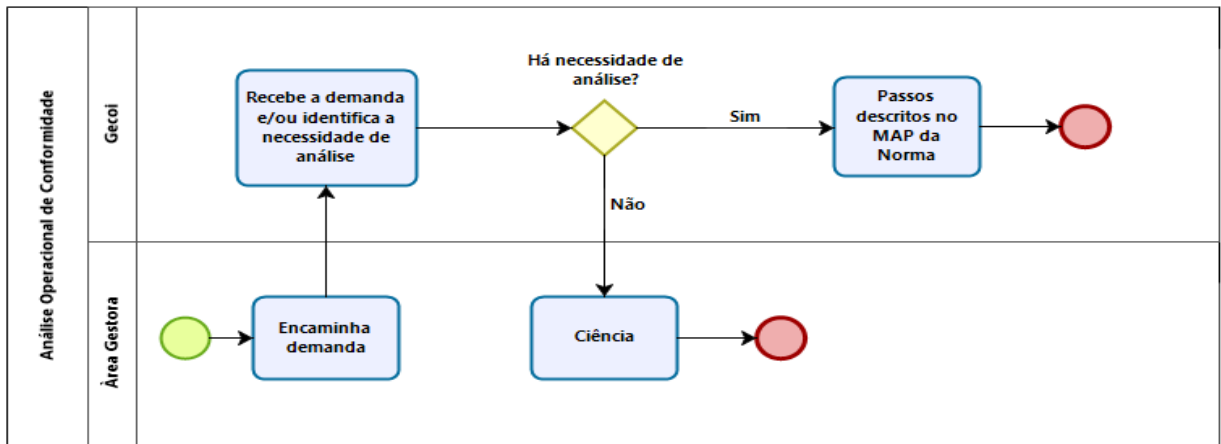 Análise Operacional de Conformidade
Gecoi
Recebe a demanda
e/ou identifica a
necessidade de
análise
Há necessidade de
análise?
Sim
Não
Passos
descritos no
MAP da
Norma
Àrea Gestora
Encaminha
demanda
Ciência